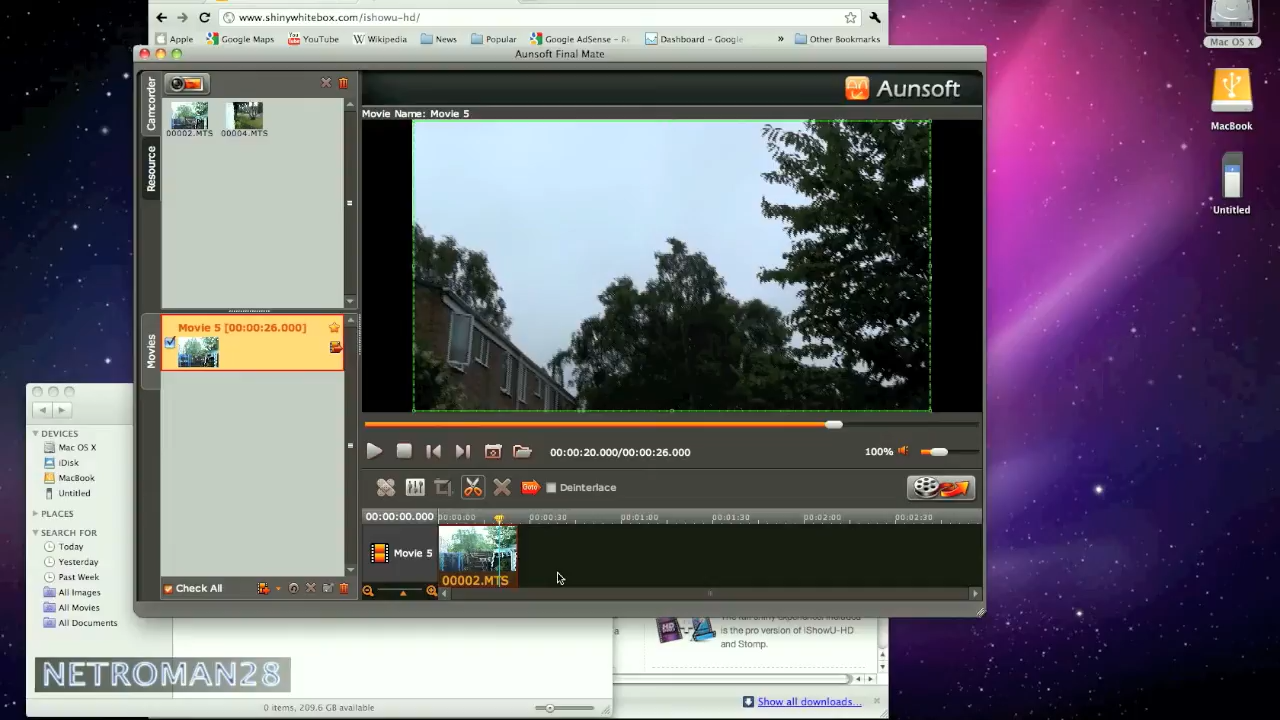 www.shinywhitebox.com/ishowu-hd/
Apple Google Maps YouTube Wikipedia News Popular Google AdSense - Re Dashboard - Google » Other Bookmarks
Aunsoft Final Mate
Mac OS X
Camcorder
Resource
Movies
00002.MTS 00004.MTS
Aunsoft
Movie Name: Movie 5
MacBook
Untitled
Movie 5 [00:00:26.000]
00:00:20.000/00:00:26.000
100%
Goto
Deinterlace
00:00:00.000 00:00:00 00:00:30 00:01:00 00:01:30 00:02:00 00:02:30
Movie 5
00002.MTS
Check All
DEVICES
Mac OS X
iDisk
MacBook
Untitled
PLACES
SEARCH FOR
Today
Yesterday
Past Week
All Images
All Movies
All Documents
is the pro version of iShowU-HD
and Stomp.
NETROMAN28
0 items, 209.6 GB available
Show all downloads...